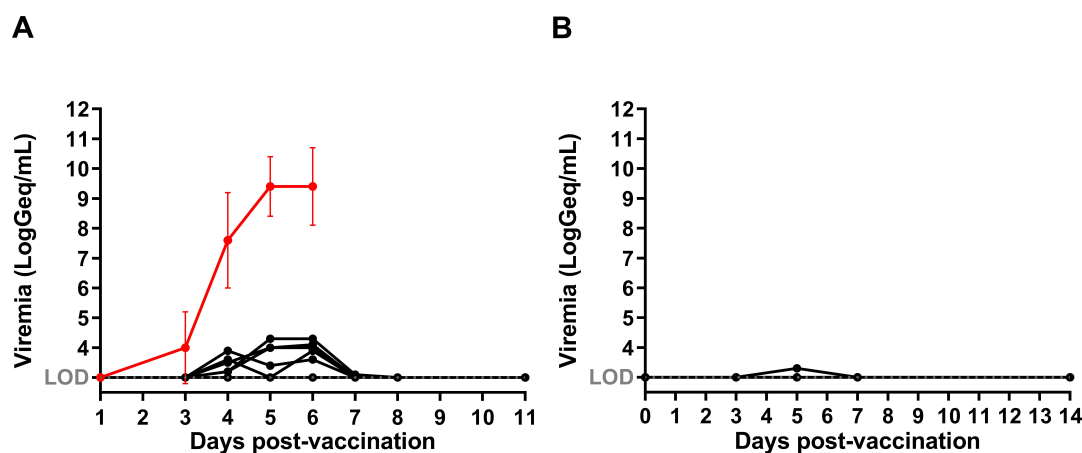 A
B
Viremia (LogGeq/mL)
12
11
10
9
8
7
6
5
4
LOD
1 2 3 4 5 6 7 8 9 10 11
Days post-vaccination
Viremia (LogGeq/mL)
12
11
10
9
8
7
6
5
4
LOD
0 1 2 3 4 5 6 7 8 9 10 11 12 13 14
Days post-vaccination